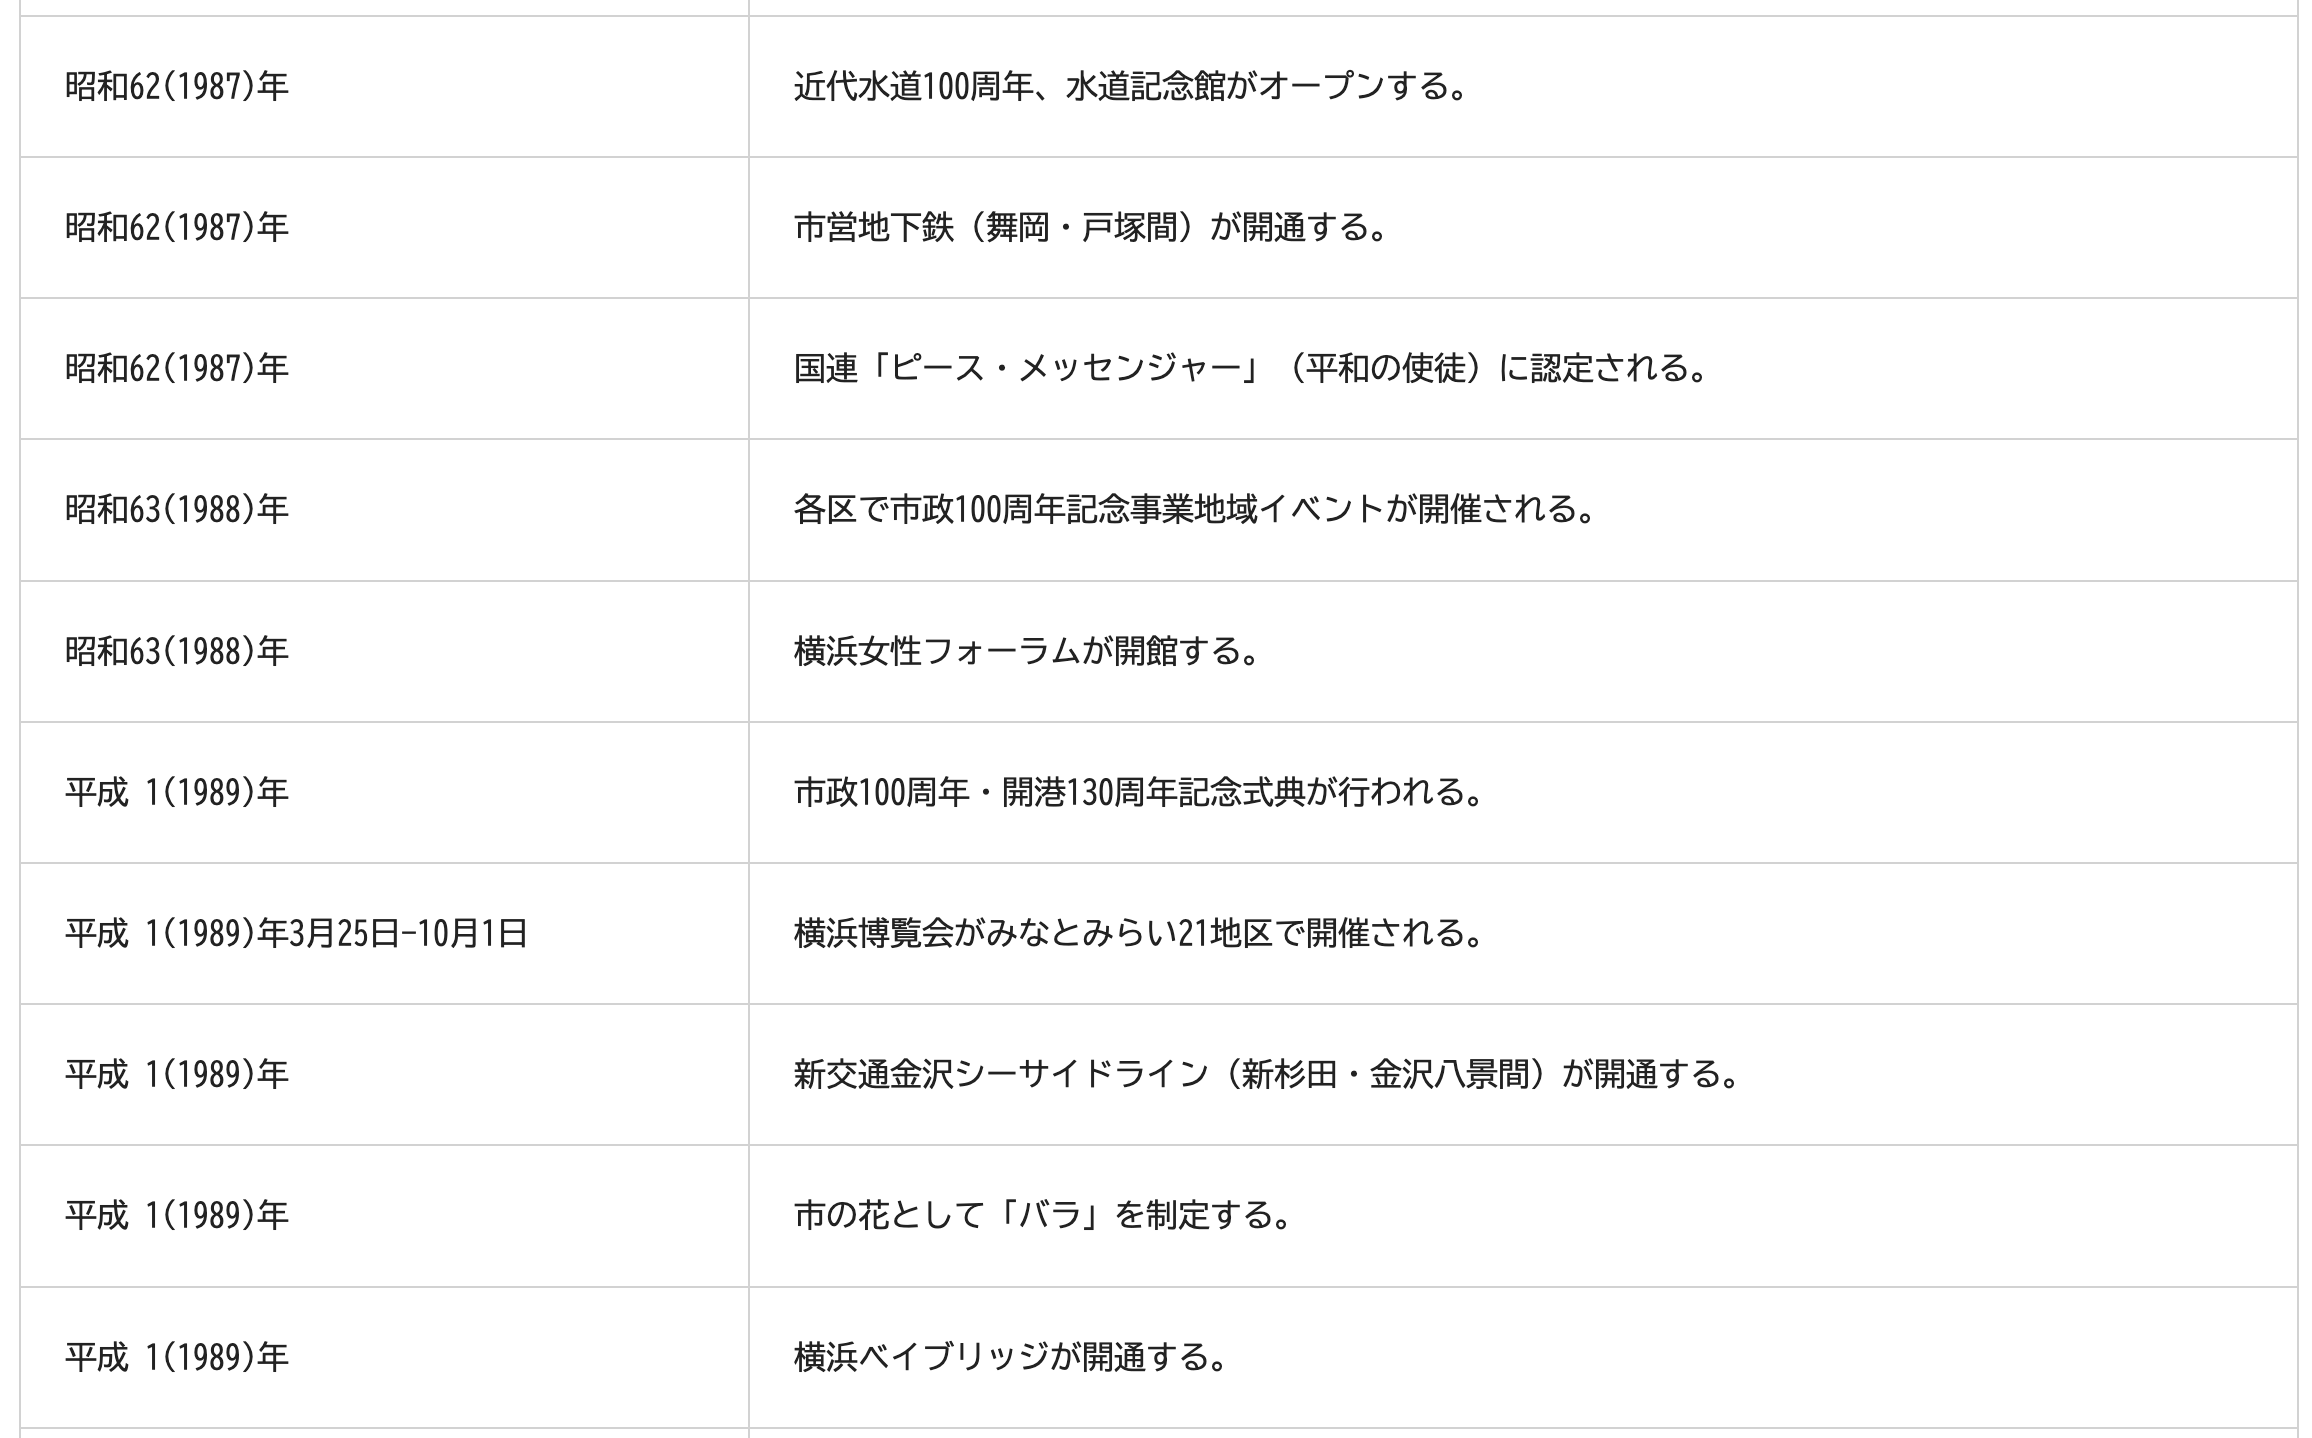 昭和62(1987)年
近代水道100周年、水道記念館がオープンする。
昭和62(1987)年
市営地下鉄（舞岡・戸塚間）が開通する。
昭和62(1987)年
国連「ピース・メッセンジャー」（平和の使徒）に認定される。
昭和63(1988)年
各区で市政100周年記念事業地域イベントが開催される。
昭和63(1988)年
横浜女性フォーラムが開館する。
平成 1(1989)年
市政100周年・開港130周年記念式典が行われる。
平成 1(1989)年3月25日-10月1日
横浜博覧会がみなとみらい21地区で開催される。
平成 1(1989)年
新交通金沢シーサイドライン（新杉田・金沢八景間）が開通する。
平成 1(1989)年
市の花として「バラ」を制定する。
平成 1(1989)年
横浜ベイブリッジが開通する。